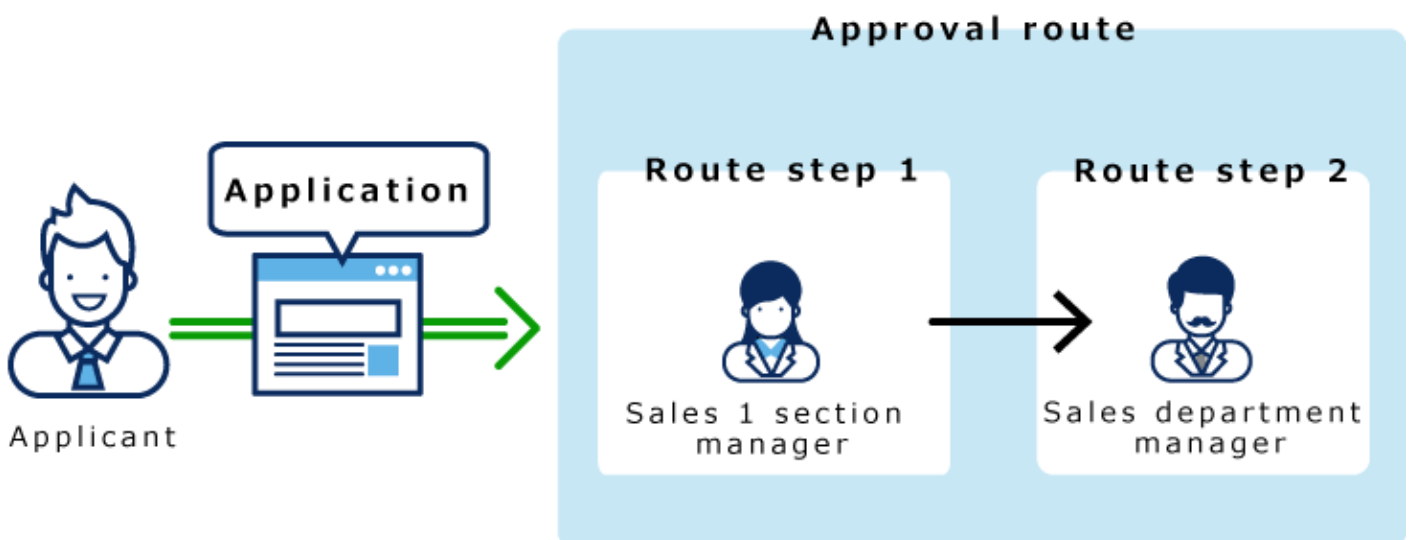 Approval route
Application
Route step 1
Route step 2
Applicant
Sales 1 section
manager
Sales department
manager